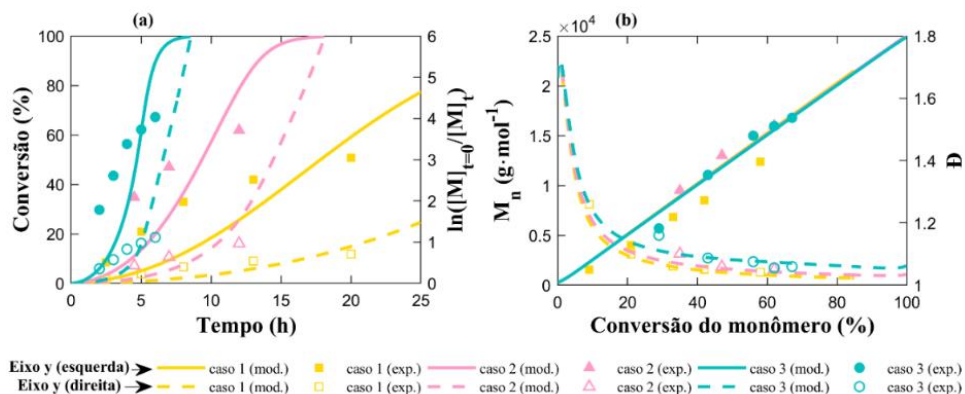 (a)
(b)
×10⁴
100
80
60
40
20
0
Conversão (%)
6
5
4
3
2
1
0
ln([M]t=0/[M]t)
0 5 10 15 20 25
Tempo (h)
2.5
2
1.5
1
0.5
0
Mn (g·mol⁻¹)
1.8
1.6
1.4
1.2
1
Đ
0 20 40 60 80 100
Conversão do monômero (%)
Eixo y (esquerda) caso 1 (mod.) caso 1 (exp.) caso 2 (mod.) caso 2 (exp.) caso 3 (mod.) caso 3 (exp.)
Eixo y (direita) caso 1 (mod.) caso 1 (exp.) caso 2 (mod.) caso 2 (exp.) caso 3 (mod.) caso 3 (exp.)